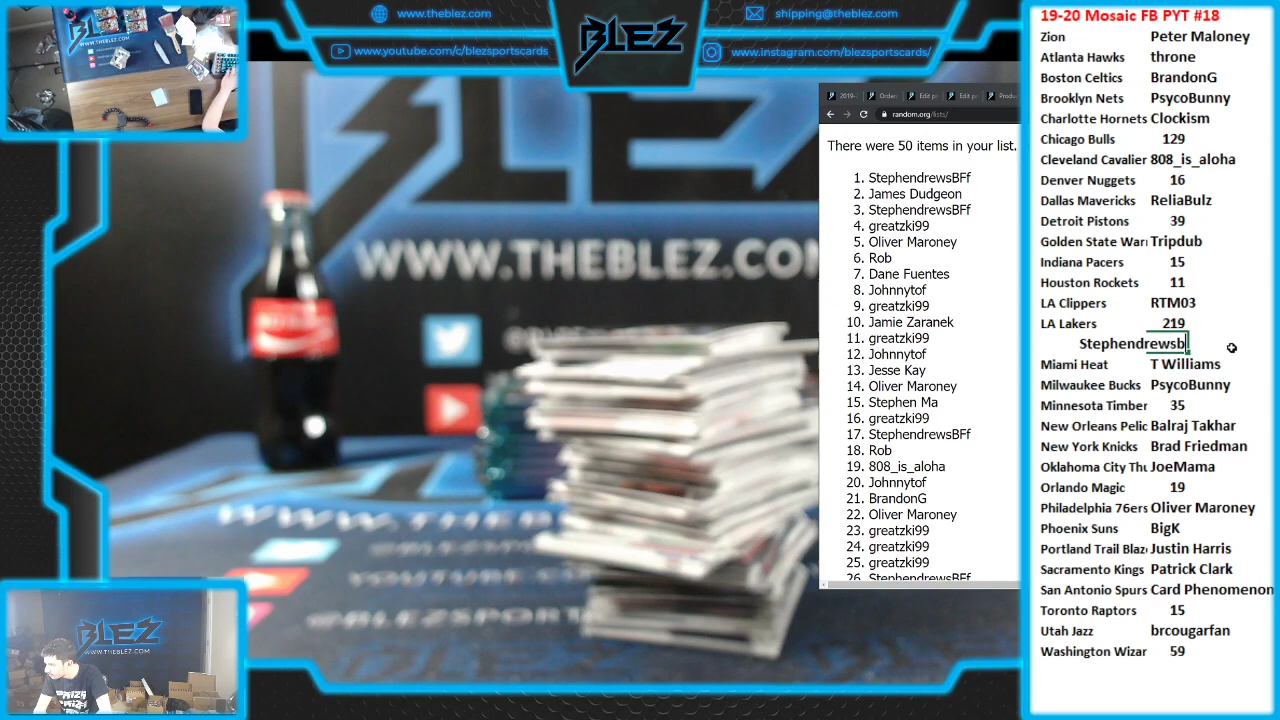 www.theblez.com
www.youtube.com/c/blezsportscards
BLEZ
shipping@theblez.com
www.instagram.com/blezsportscards/
random.org/lists/
There were 50 items in your list.
1. StephendrewsBFf
2. James Dudgeon
3. StephendrewsBFf
4. greatzki99
5. Oliver Maroney
6. Rob
7. Dane Fuentes
8. Johnnytof
9. greatzki99
10. Jamie Zaranek
11. greatzki99
12. Johnnytof
13. Jesse Kay
14. Oliver Maroney
15. Stephen Ma
16. greatzki99
17. StephendrewsBFf
18. Rob
19. 808_is_aloha
20. Johnnytof
21. BrandonG
22. Oliver Maroney
23. greatzki99
24. greatzki99
25. greatzki99
26. StephendrewsBFf
19-20 Mosaic FB PYT #18
Zion Peter Maloney
Atlanta Hawks throne
Boston Celtics BrandonG
Brooklyn Nets PsycoBunny
Charlotte Hornets Clockism
Chicago Bulls 129
Cleveland Cavalier 808_is_aloha
Denver Nuggets 16
Dallas Mavericks ReliaBulz
Detroit Pistons 39
Golden State Warı Tripdub
Indiana Pacers 15
Houston Rockets 11
LA Clippers RTM03
LA Lakers 219
Stephendrewsb
Miami Heat T Williams
Milwaukee Bucks PsycoBunny
Minnesota Timber 35
New Orleans Pelic Balraj Takhar
New York Knicks Brad Friedman
Oklahoma City Thu JoeMama
Orlando Magic 19
Philadelphia 76ers Oliver Maroney
Phoenix Suns BigK
Portland Trail Blaz Justin Harris
Sacramento Kings Patrick Clark
San Antonio Spurs Card Phenomenon
Toronto Raptors 15
Utah Jazz brcougarfan
Washington Wizar 59
WWW.THEBLEZ.COM
BLEZ
WWW.THEBLEZ.COM